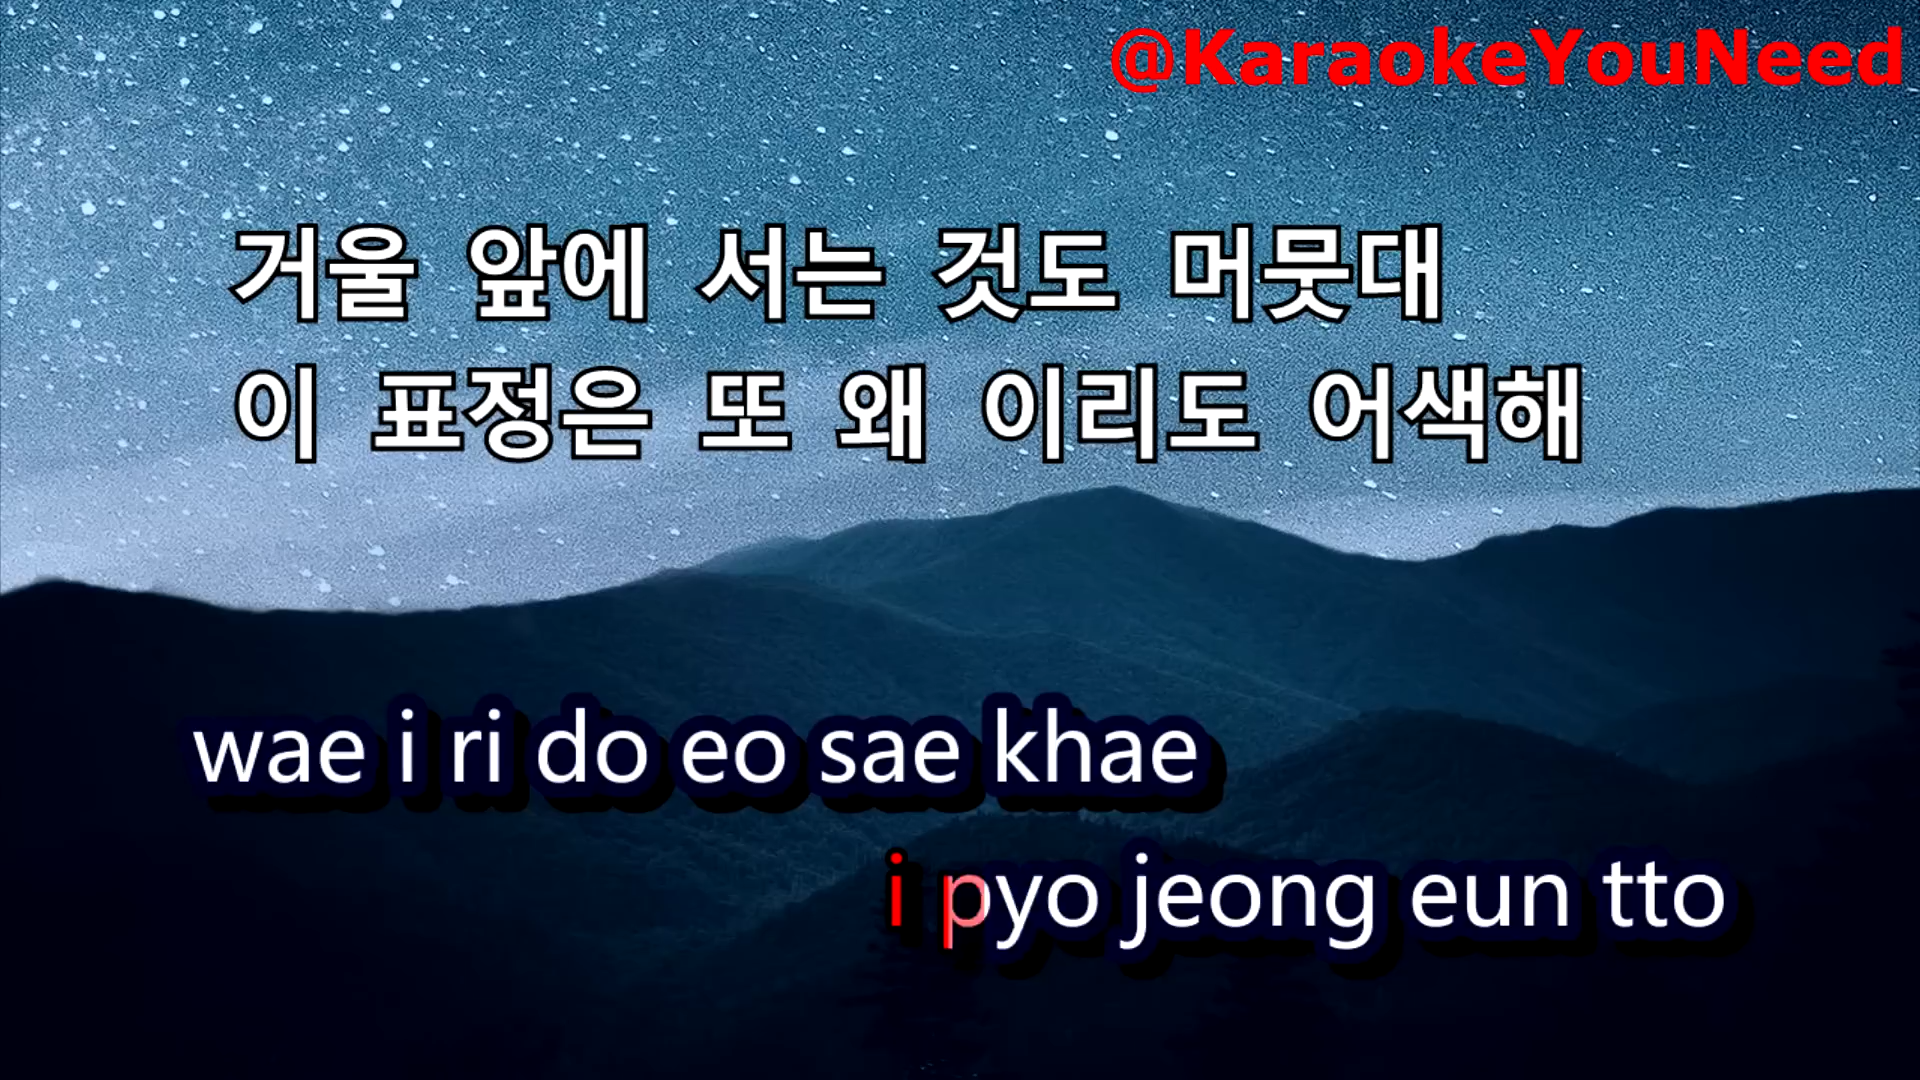 @KaraokeYouNeed
거울 앞에 서는 것도 머뭇대
이 표정은 또 왜 이리도 어색해
wae i ri do eo sae khae
i pyo jeong eun tto